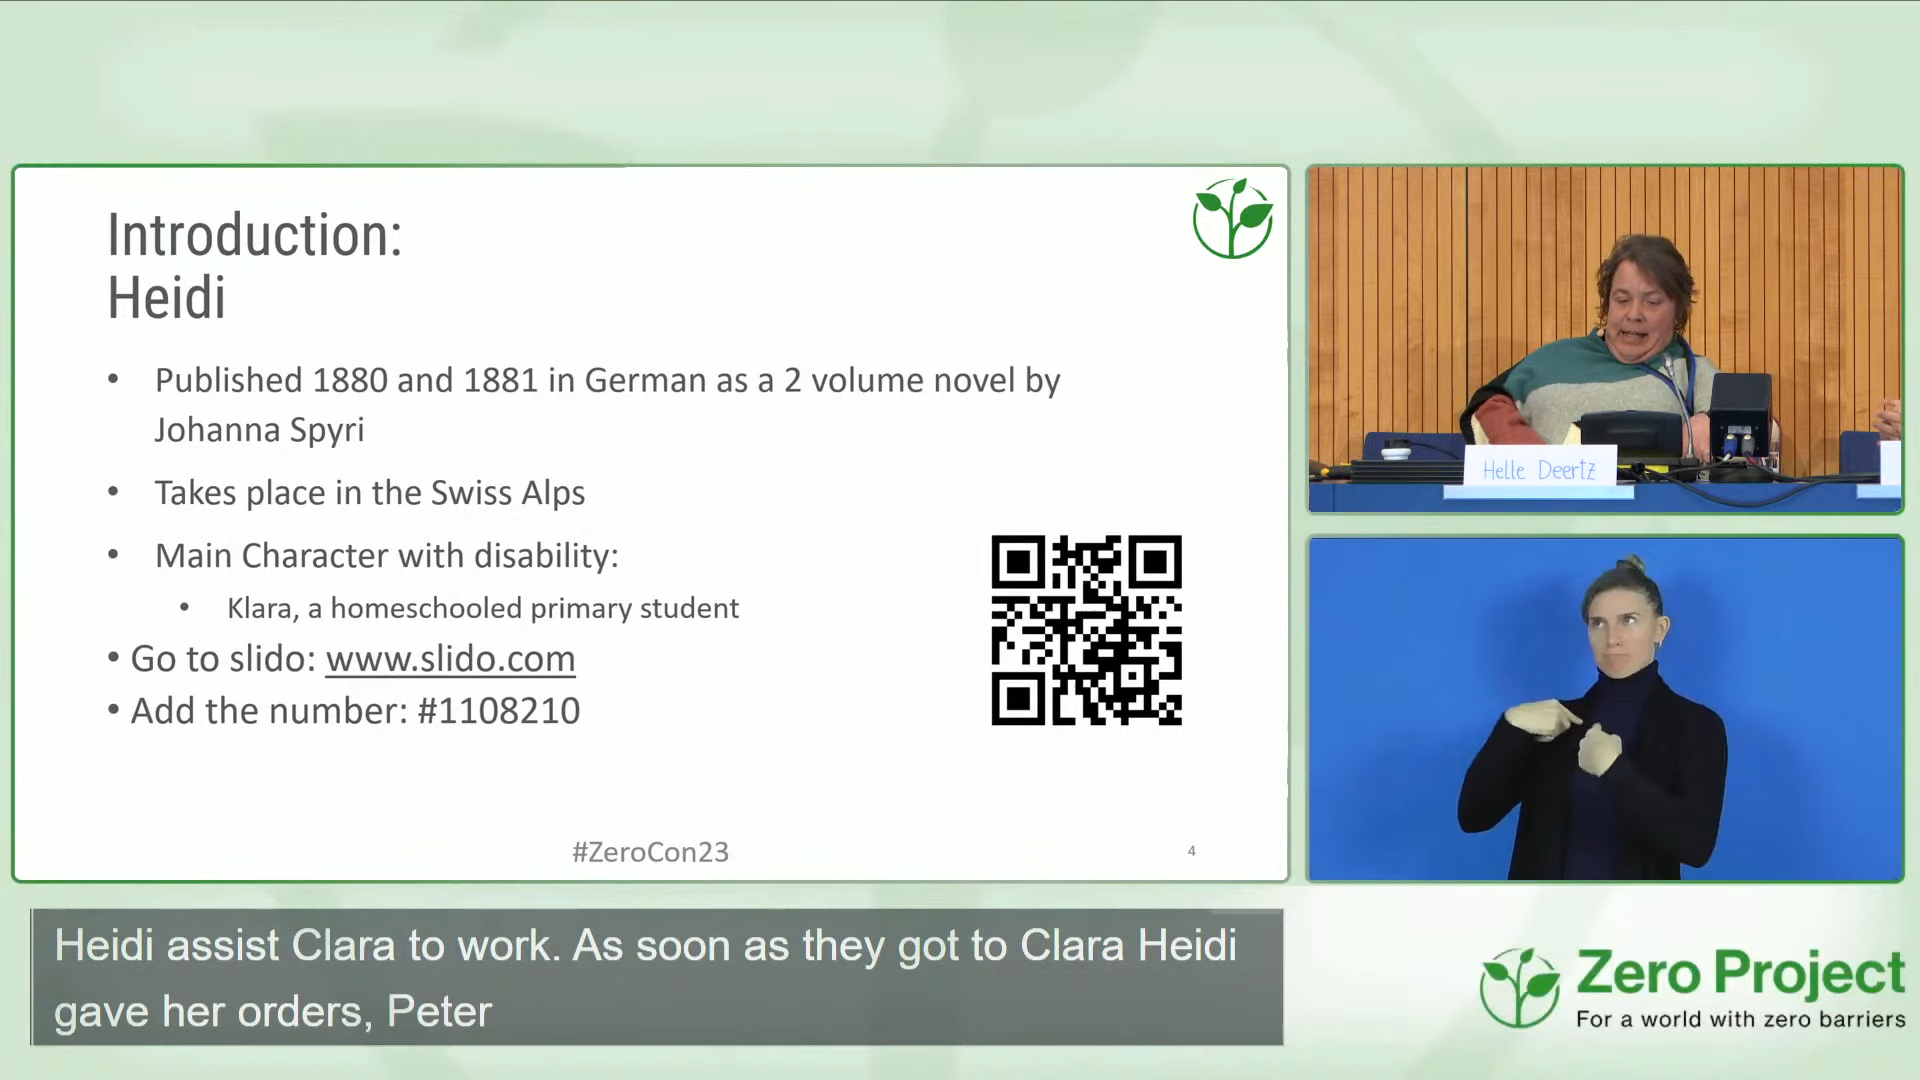 Introduction:
Heidi
• Published 1880 and 1881 in German as a 2 volume novel by
Johanna Spyri
• Takes place in the Swiss Alps
• Main Character with disability:
• Klara, a homeschooled primary student
• Go to slido: www.slido.com
• Add the number: #1108210
#ZeroCon23
4
Helle Deertz
Heidi assist Clara to work. As soon as they got to Clara Heidi
gave her orders, Peter
Zero Project
For a world with zero barriers